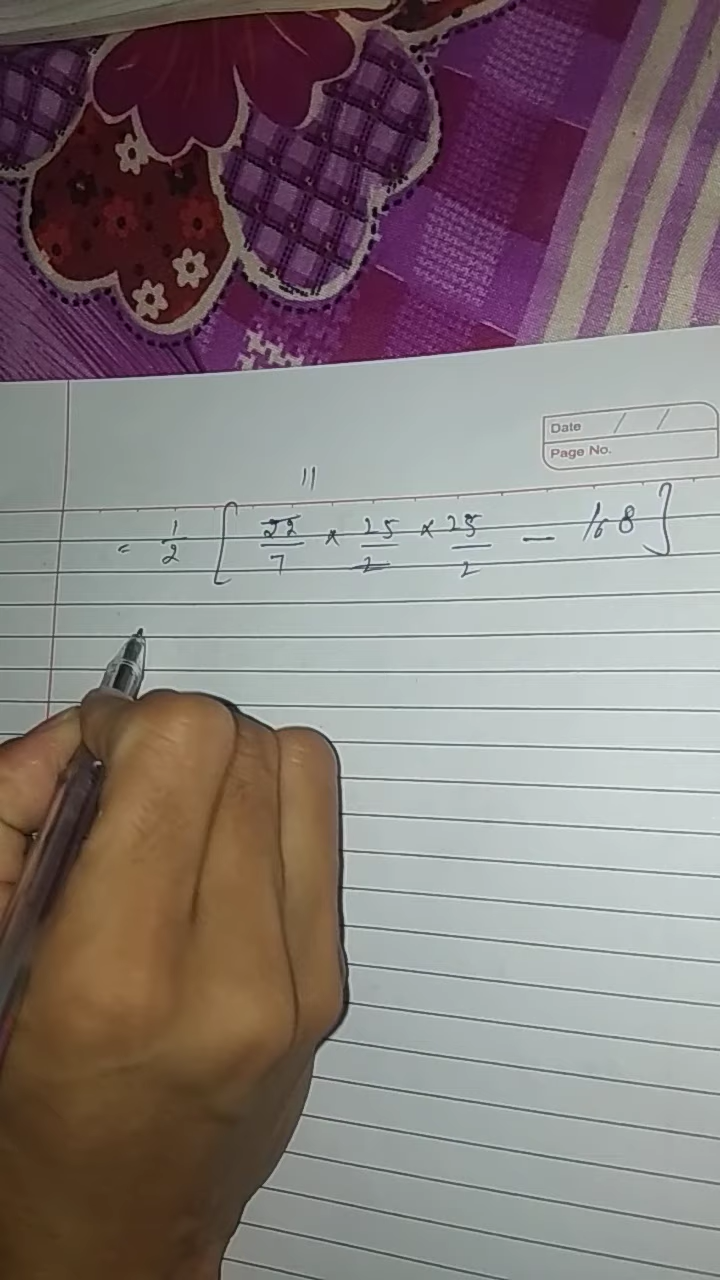 Date / /
Page No.
11
= 1/2 [ 22/7 × 25/2 × 25/2 - 168 ]